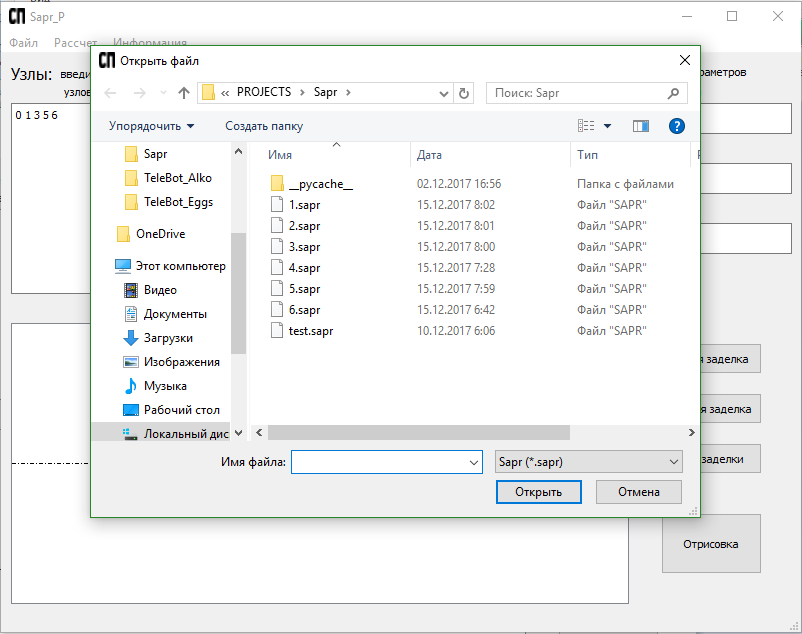 СП Sapr_P
Файл Рассчет Информация
Узлы:
0 1 3 5 6
СП Открыть файл
« PROJECTS › Sapr ›
Поиск: Sapr
Упорядочить
Создать папку
Sapr
TeleBot_Alko
TeleBot_Eggs
OneDrive
Этот компьютер
Видео
Документы
Загрузки
Изображения
Музыка
Рабочий стол
Локальный дис
Имя Дата Тип
__pycache__ 02.12.2017 16:56 Папка с файлами
1.sapr 15.12.2017 8:02 Файл "SAPR"
2.sapr 15.12.2017 8:01 Файл "SAPR"
3.sapr 15.12.2017 8:00 Файл "SAPR"
4.sapr 15.12.2017 7:28 Файл "SAPR"
5.sapr 15.12.2017 7:59 Файл "SAPR"
6.sapr 15.12.2017 6:42 Файл "SAPR"
test.sapr 10.12.2017 6:06 Файл "SAPR"
Имя файла:
Sapr (*.sapr)
Открыть
Отмена
я заделка
я заделка
заделки
Отрисовка